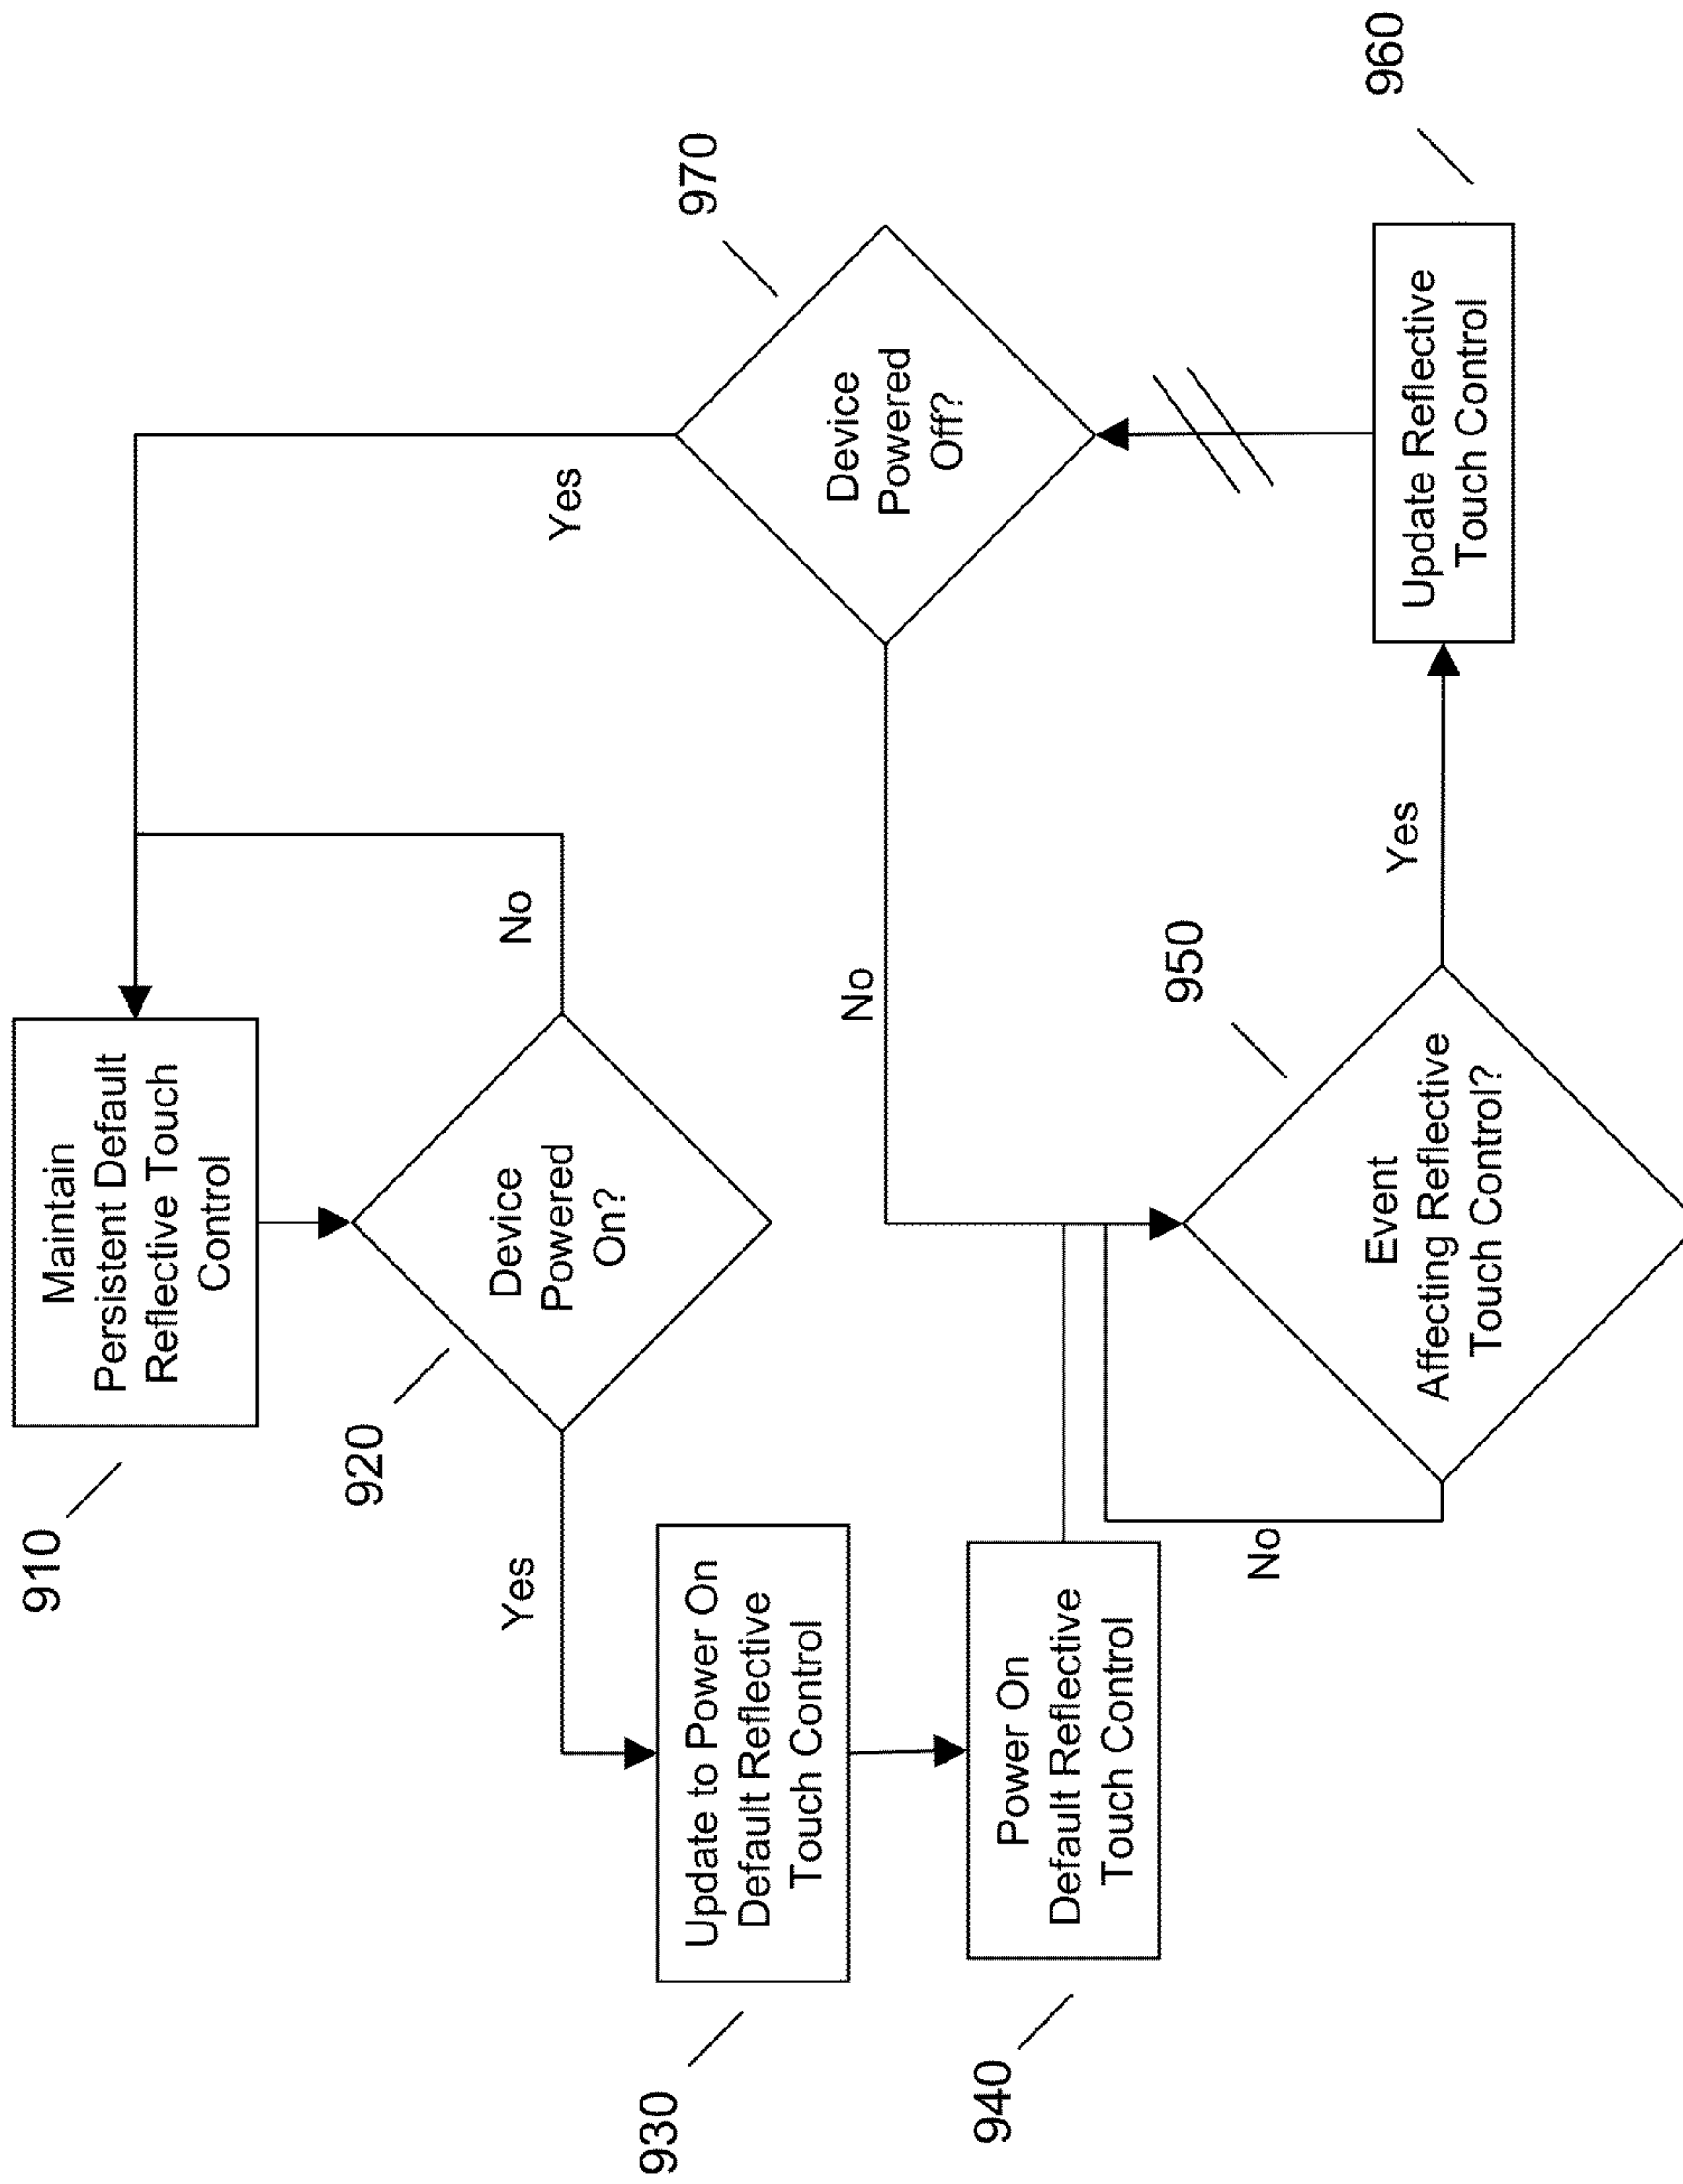 910
Maintain
Persistent Default
Reflective Touch
Control
920
Device
Powered
On?
No
Yes
930
Update to Power On
Default Reflective
Touch Control
940
Power On
Default Reflective
Touch Control
No
950
Event
Affecting Reflective
Touch Control?
Yes
960
Update Reflective
Touch Control
970
Device
Powered
Off?
No
Yes